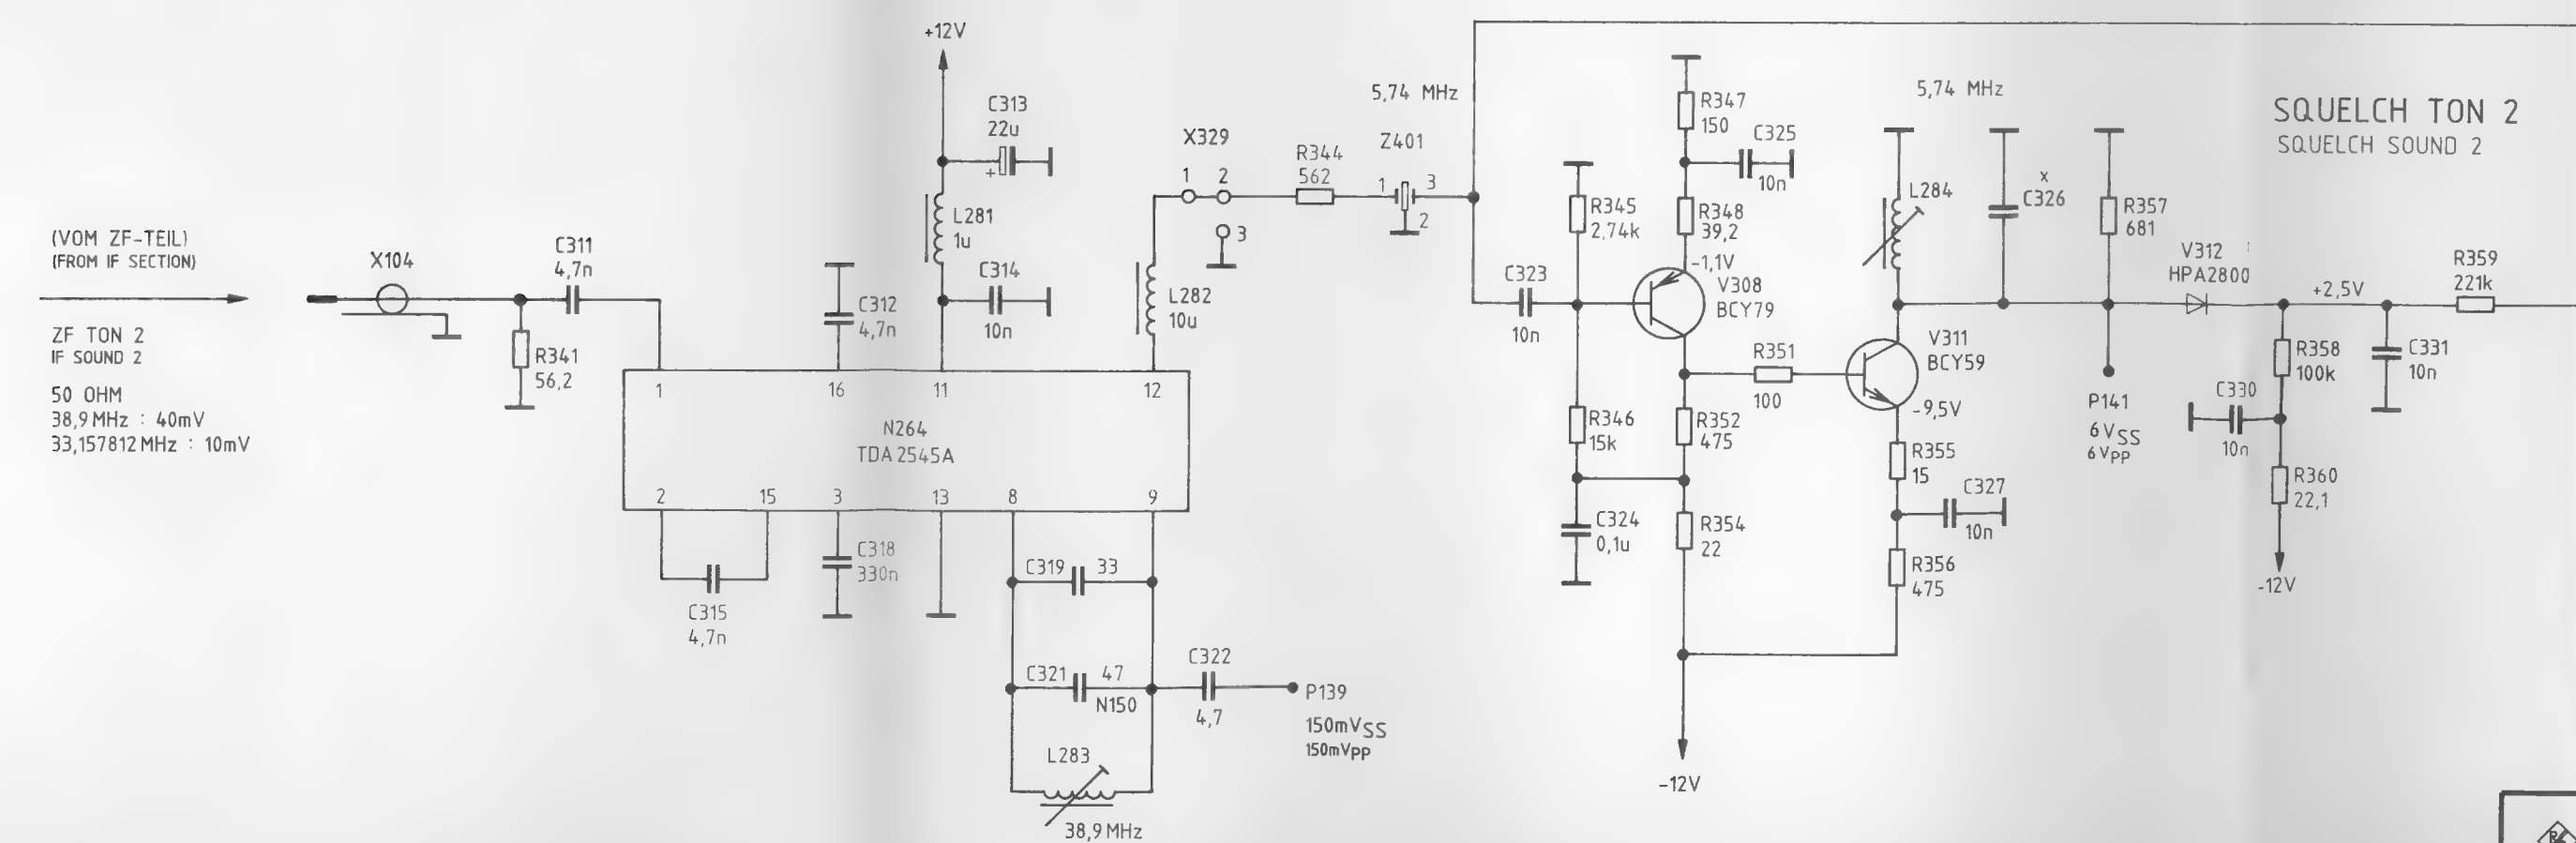 (VOM ZF-TEIL)
(FROM IF SECTION)
ZF TON 2
IF SOUND 2
50 OHM
38,9 MHz : 40mV
33,157812 MHz : 10mV
X104
C311
4,7n
R341
56,2
+12V
C313
22u
+
L281
1u
C312
4,7n
C314
10n
1
16
11
12
N264
TDA 2545A
2
15
3
13
8
9
C315
4,7n
C318
330n
C319 33
C321 47
N150
C322
4,7
P139
150mVSS
150mVpp
L283
38,9 MHz
L282
10u
X329
1 2
3
R344
562
5,74 MHz
Z401
1 3
2
C323
10n
R345
2,74k
R346
15k
C324
0,1u
R347
150
C325
10n
R348
39,2
-1,1V
V308
BCY79
R351
100
R352
475
R354
22
-12V
5,74 MHz
L284
x
C326
R357
681
V311
BCY59
-9,5V
R355
15
C327
10n
R356
475
P141
6VSS
6Vpp
SQUELCH TON 2
SQUELCH SOUND 2
V312
HPA2800
+2,5V
R359
221k
R358
100k
C331
10n
C330
10n
R360
22,1
-12V